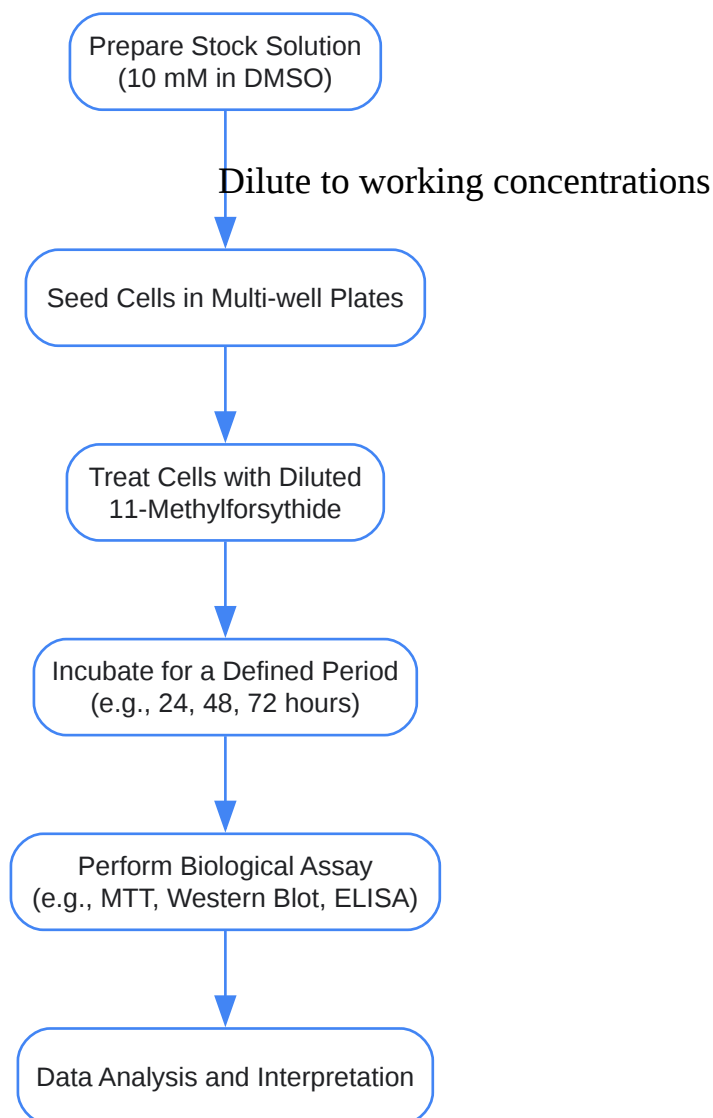 Prepare Stock Solution
(10 mM in DMSO)
Dilute to working concentrations
Seed Cells in Multi-well Plates
Treat Cells with Diluted
11-Methylforsythide
Incubate for a Defined Period
(e.g., 24, 48, 72 hours)
Perform Biological Assay
(e.g., MTT, Western Blot, ELISA)
Data Analysis and Interpretation